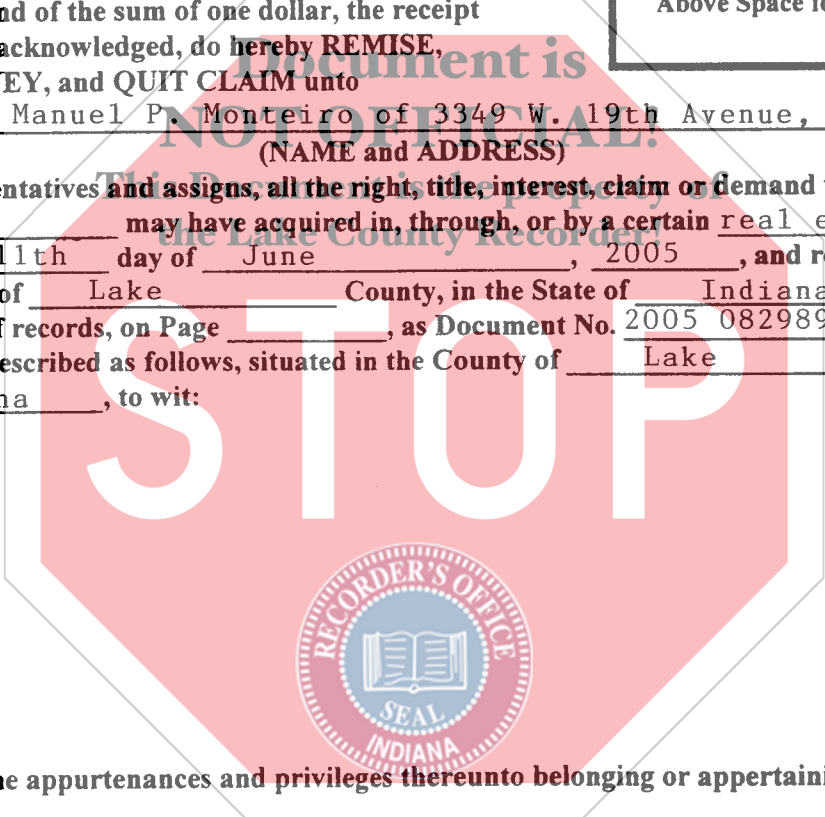 nd of the sum of one dollar, the receipt
Above Space fo
acknowledged, do hereby REMISE,
EY, and QUIT CLAIM unto
Document is
Manuel P. Monteiro of 3349 W. 19th Avenue,
NOT OFFICIAL!
(NAME and ADDRESS)
entatives and assigns, all the right, title, interest, claim or demand
This Document is the property of
may have acquired in, through, or by a certain real e
the Lake County Recorder!
11th day of June, 2005, and r
of Lake County, in the State of Indiana
f records, on Page ______, as Document No. 2005 082989
escribed as follows, situated in the County of Lake
na, to wit:
STOP
RECORDER'S OFFICE
SEAL
INDIANA
e appurtenances and privileges thereunto belonging or appertaini